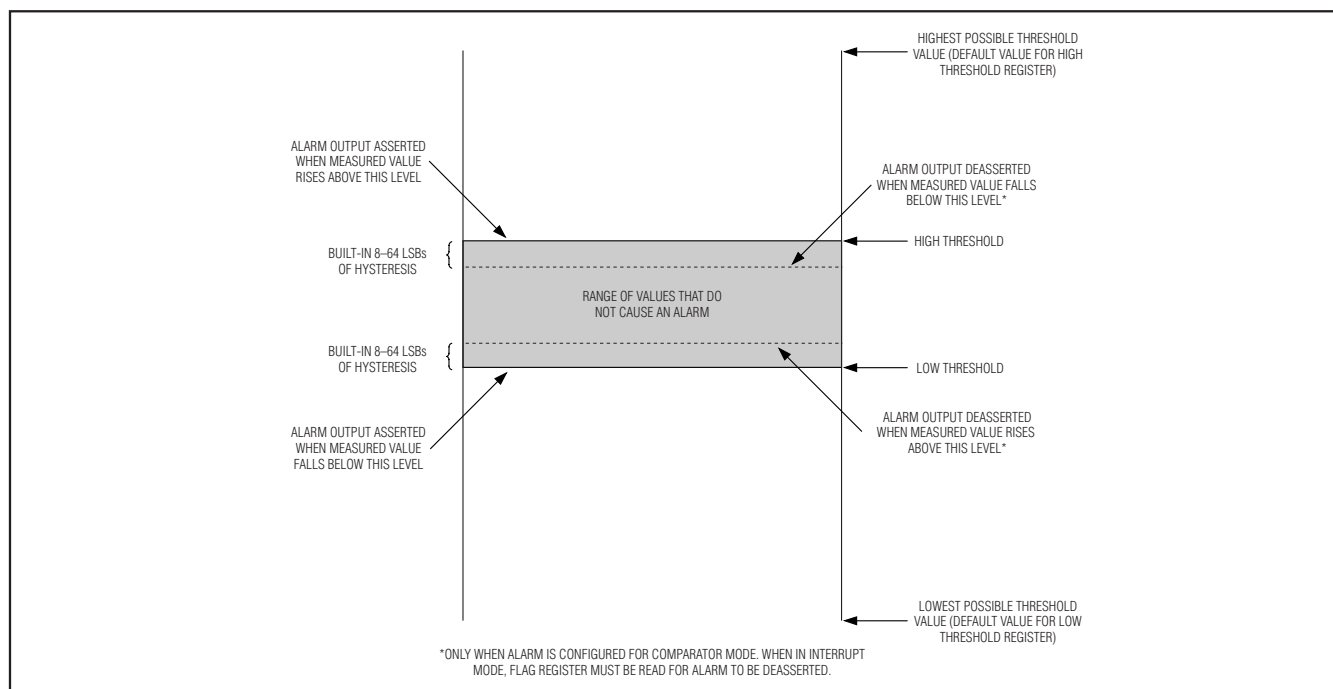 HIGHEST POSSIBLE THRESHOLD
VALUE (DEFAULT VALUE FOR HIGH
THRESHOLD REGISTER)
ALARM OUTPUT ASSERTED
WHEN MEASURED VALUE
RISES ABOVE THIS LEVEL
ALARM OUTPUT DEASSERTED
WHEN MEASURED VALUE FALLS
BELOW THIS LEVEL*
HIGH THRESHOLD
BUILT-IN 8–64 LSBs
OF HYSTERESIS
RANGE OF VALUES THAT DO
NOT CAUSE AN ALARM
BUILT-IN 8–64 LSBs
OF HYSTERESIS
LOW THRESHOLD
ALARM OUTPUT ASSERTED
WHEN MEASURED VALUE
FALLS BELOW THIS LEVEL
ALARM OUTPUT DEASSERTED
WHEN MEASURED VALUE RISES
ABOVE THIS LEVEL*
LOWEST POSSIBLE THRESHOLD
VALUE (DEFAULT VALUE FOR LOW
THRESHOLD REGISTER)
*ONLY WHEN ALARM IS CONFIGURED FOR COMPARATOR MODE. WHEN IN INTERRUPT
MODE, FLAG REGISTER MUST BE READ FOR ALARM TO BE DEASSERTED.